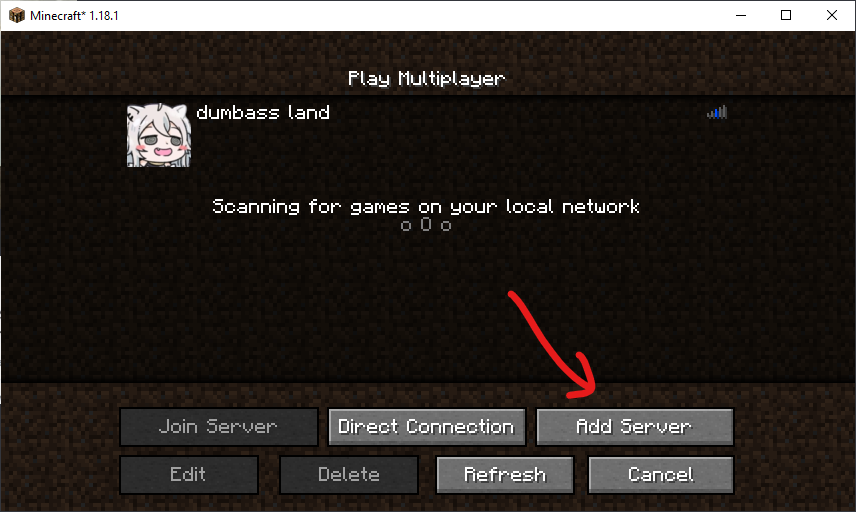 Minecraft* 1.18.1
Play Multiplayer
dumbass land
Scanning for games on your local network
o O o
Join Server
Direct Connection
Add Server
Edit
Delete
Refresh
Cancel